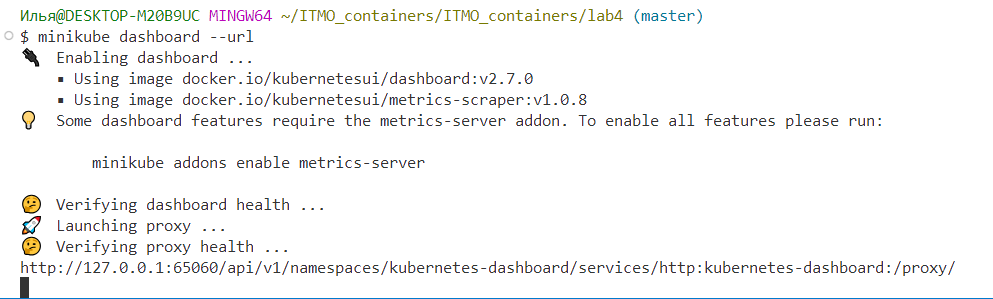 Илья@DESKTOP-M20B9UC MINGW64 ~/ITMO_containers/ITMO_containers/lab4 (master)
$ minikube dashboard --url
Enabling dashboard ...
▪ Using image docker.io/kubernetesui/dashboard:v2.7.0
▪ Using image docker.io/kubernetesui/metrics-scraper:v1.0.8
Some dashboard features require the metrics-server addon. To enable all features please run:
minikube addons enable metrics-server
Verifying dashboard health ...
Launching proxy ...
Verifying proxy health ...
http://127.0.0.1:65060/api/v1/namespaces/kubernetes-dashboard/services/http:kubernetes-dashboard:/proxy/